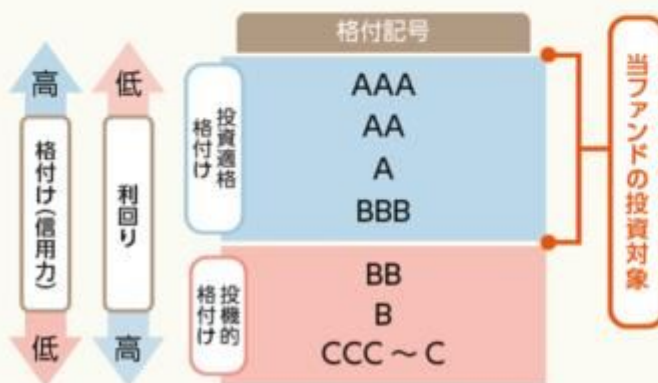 高
格付け(信用力)
低
低
利回り
高
格付記号
投資適格
格付け
AAA
AA
A
BBB
投機的
格付け
BB
B
CCC ~ C
当ファンドの投資対象